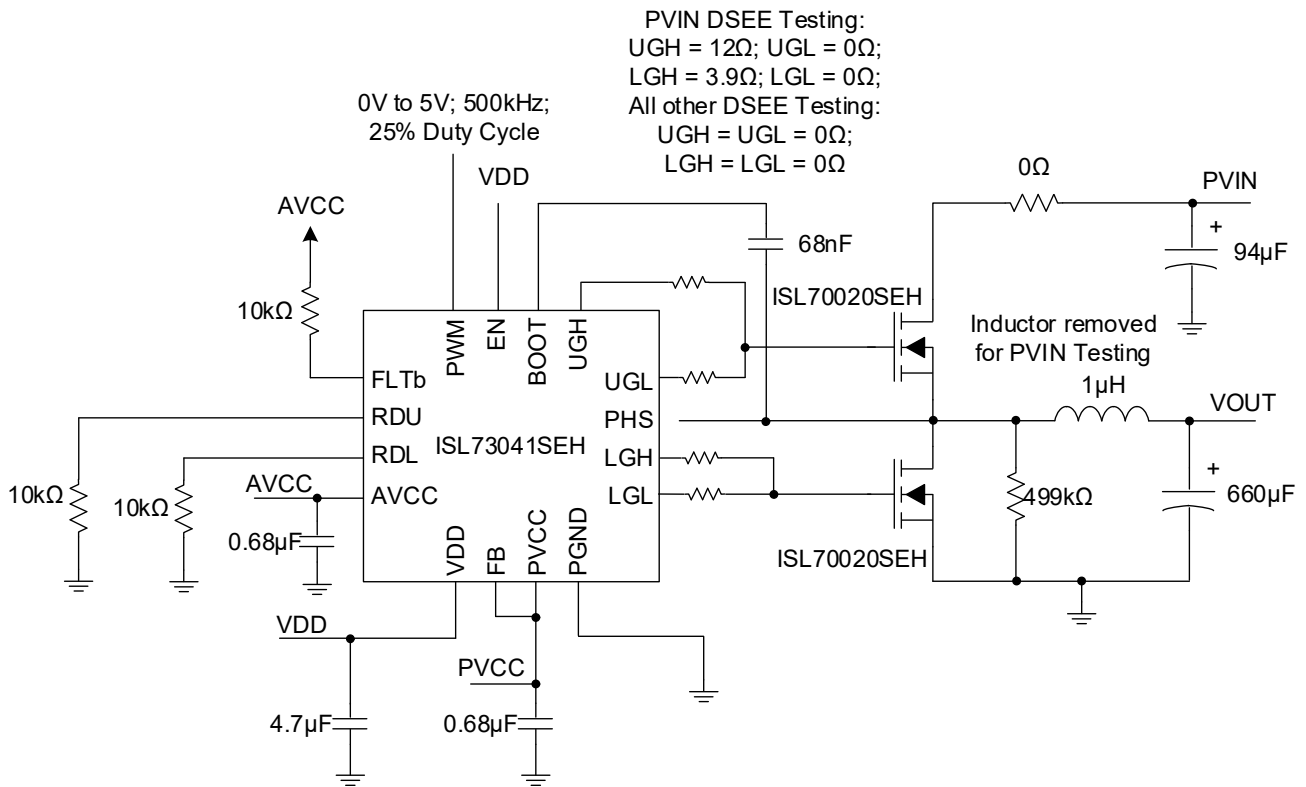 PVIN DSEE Testing:
UGH = 12Ω; UGL = 0Ω;
LGH = 3.9Ω; LGL = 0Ω;
All other DSEE Testing:
UGH = UGL = 0Ω;
LGH = LGL = 0Ω
0V to 5V; 500kHz;
25% Duty Cycle
VDD
AVCC
0Ω
PVIN
+
94µF
68nF
ISL70020SEH
10kΩ
PWM
EN
BOOT
UGH
Inductor removed
for PVIN Testing
1µH
VOUT
FLTb
RDU
RDL
AVCC
ISL73041SEH
UGL
PHS
LGH
LGL
10kΩ
10kΩ
AVCC
0.68µF
VDD
FB
PVCC
PGND
499kΩ
+
660µF
ISL70020SEH
VDD
PVCC
4.7µF
0.68µF